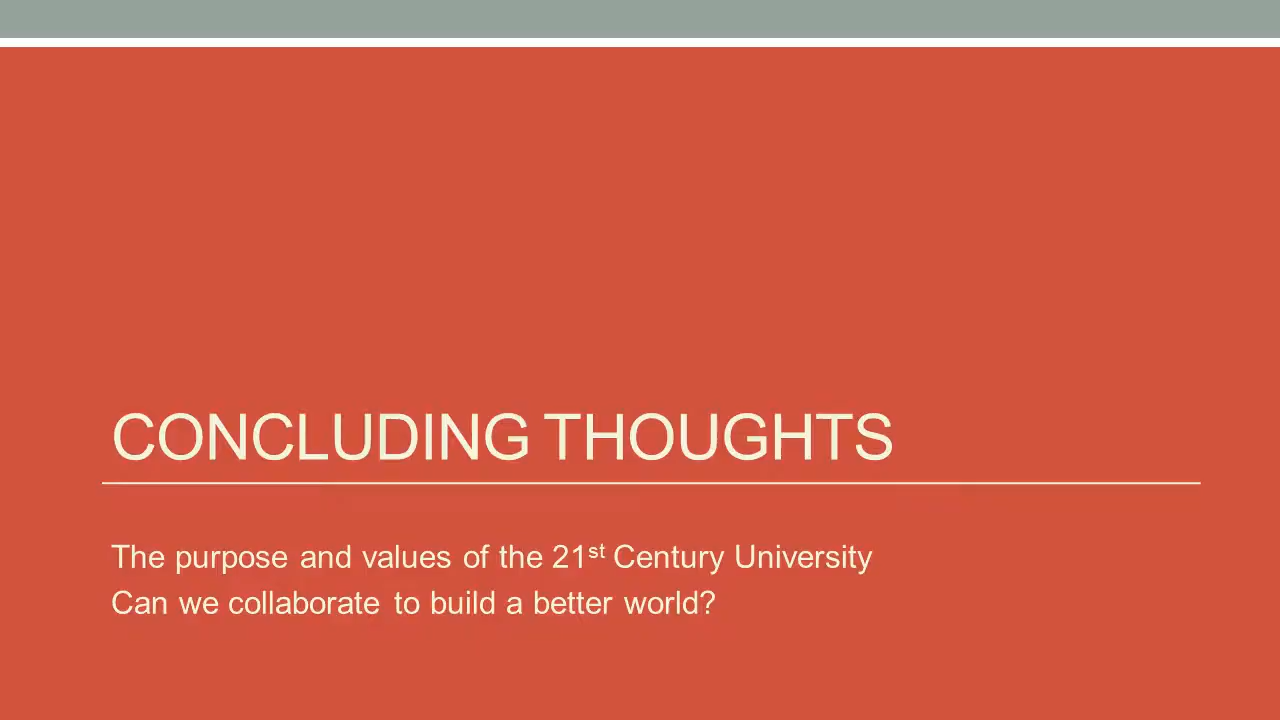 CONCLUDING THOUGHTS
The purpose and values of the 21st Century University
Can we collaborate to build a better world?